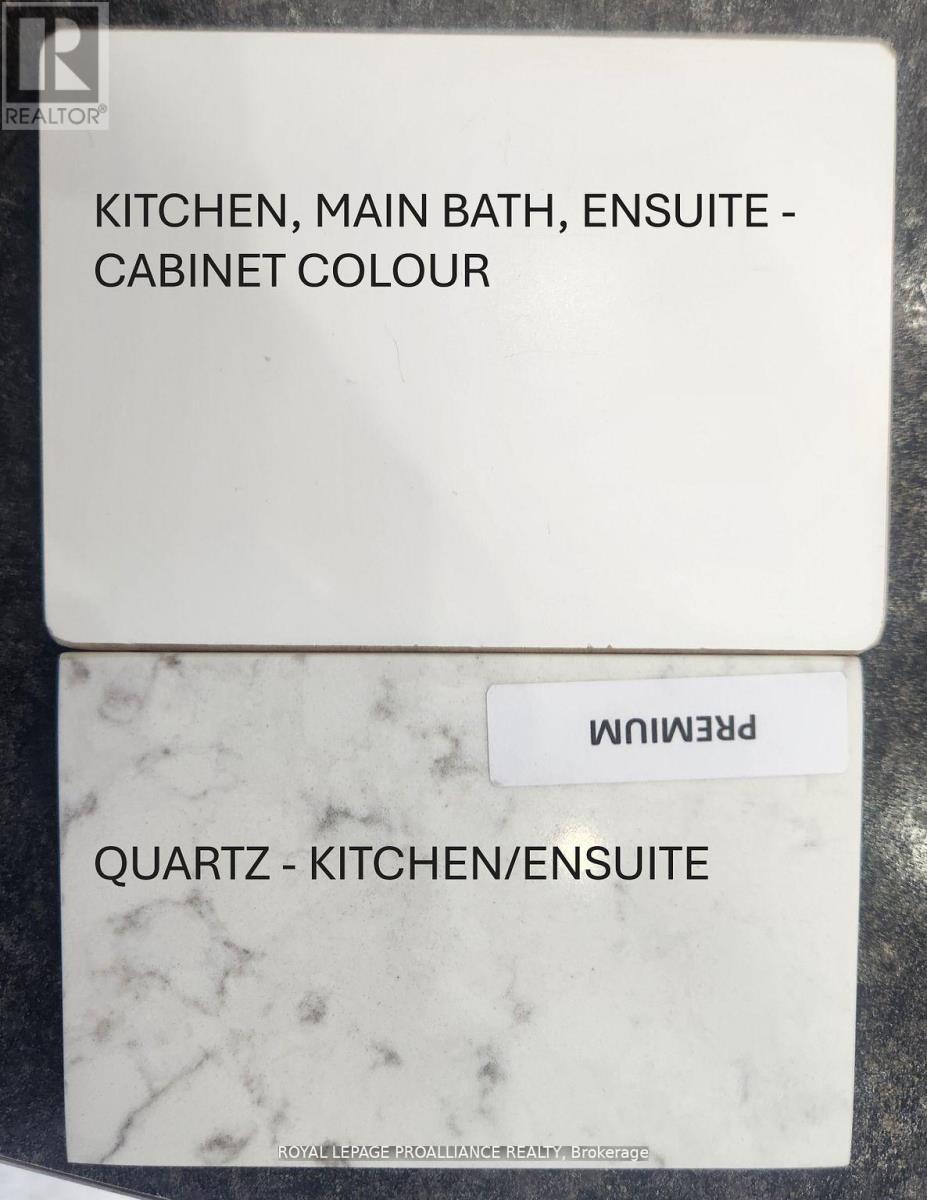 REALTOR®
KITCHEN, MAIN BATH, ENSUITE -
CABINET COLOUR
PREMIUM
QUARTZ - KITCHEN/ENSUITE
ROYAL LEPAGE PROALLIANCE REALTY, Brokerage